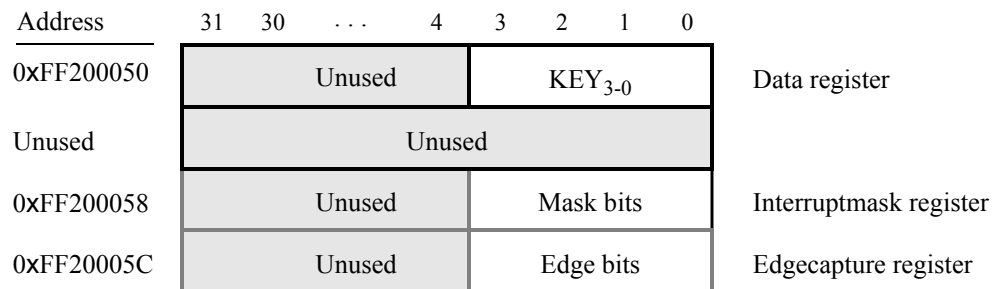 Address 31 30 . . . 4 3 2 1 0
0xFF200050 Unused KEY3-0 Data register
Unused Unused
0xFF200058 Unused Mask bits Interruptmask register
0xFF20005C Unused Edge bits Edgecapture register